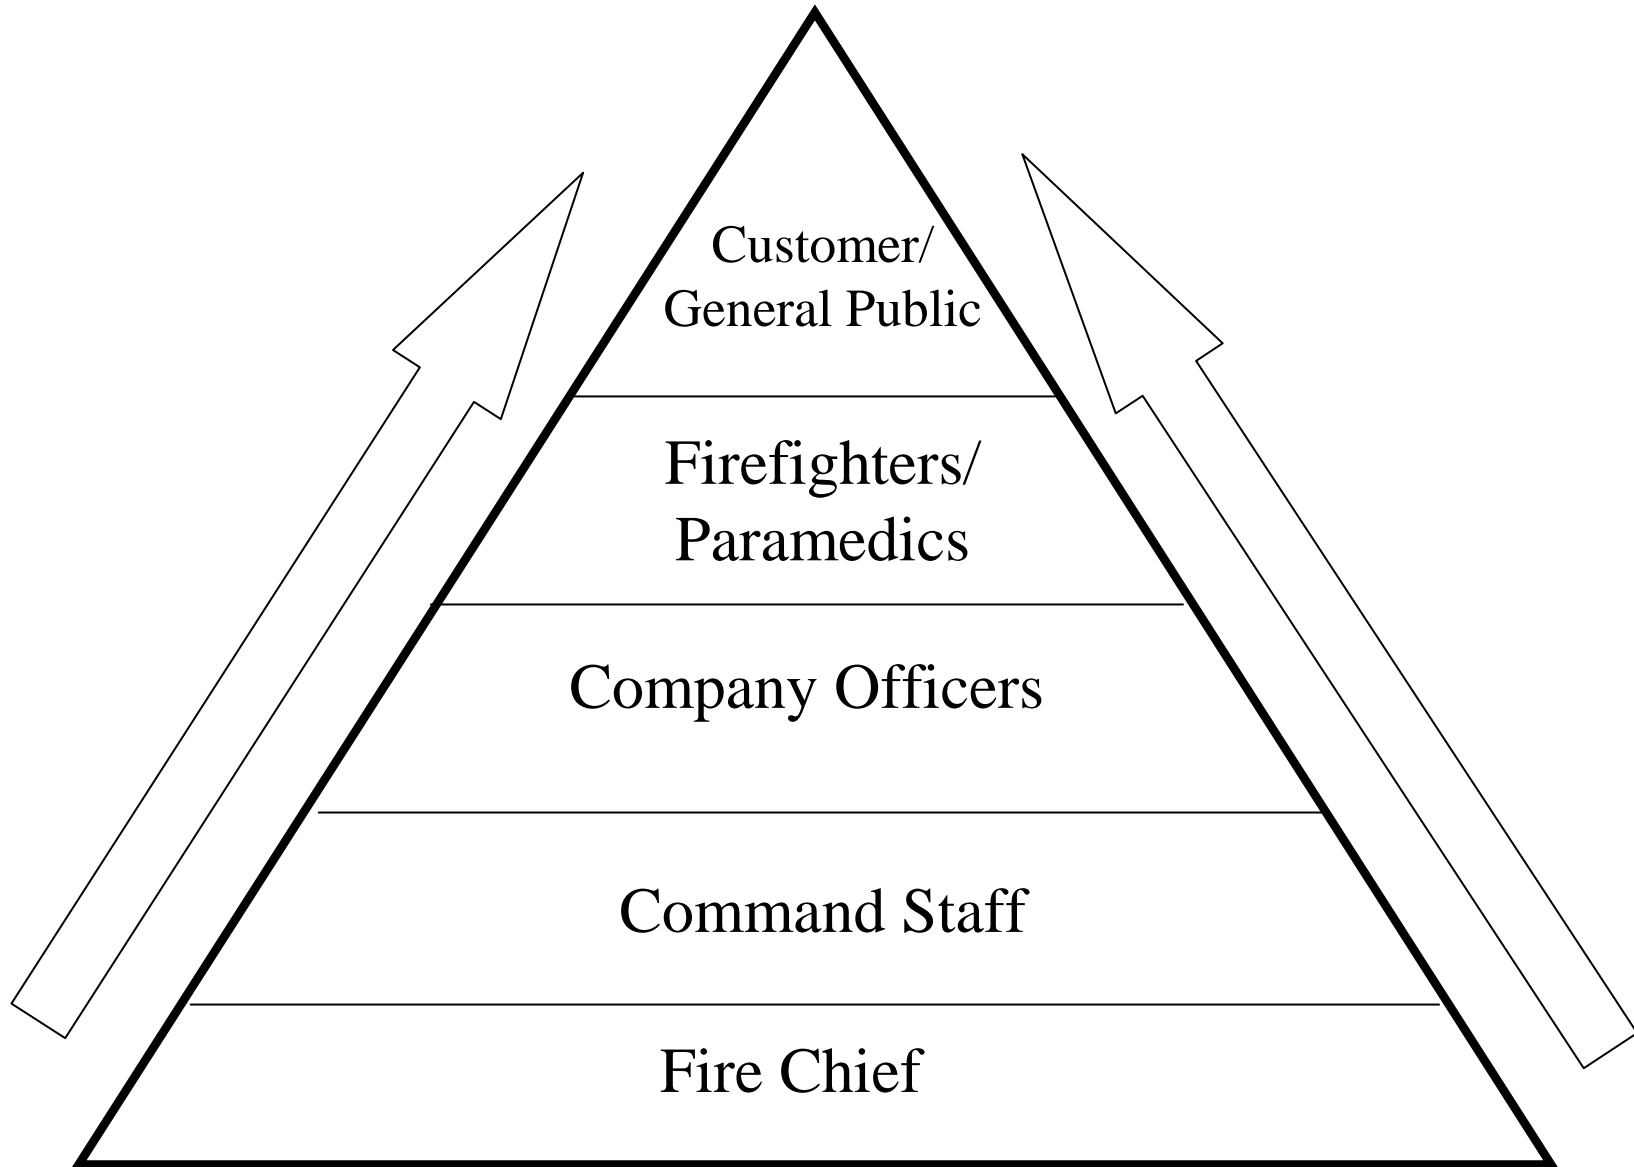 Customer/
General Public
Firefighters/
Paramedics
Company Officers
Command Staff
Fire Chief